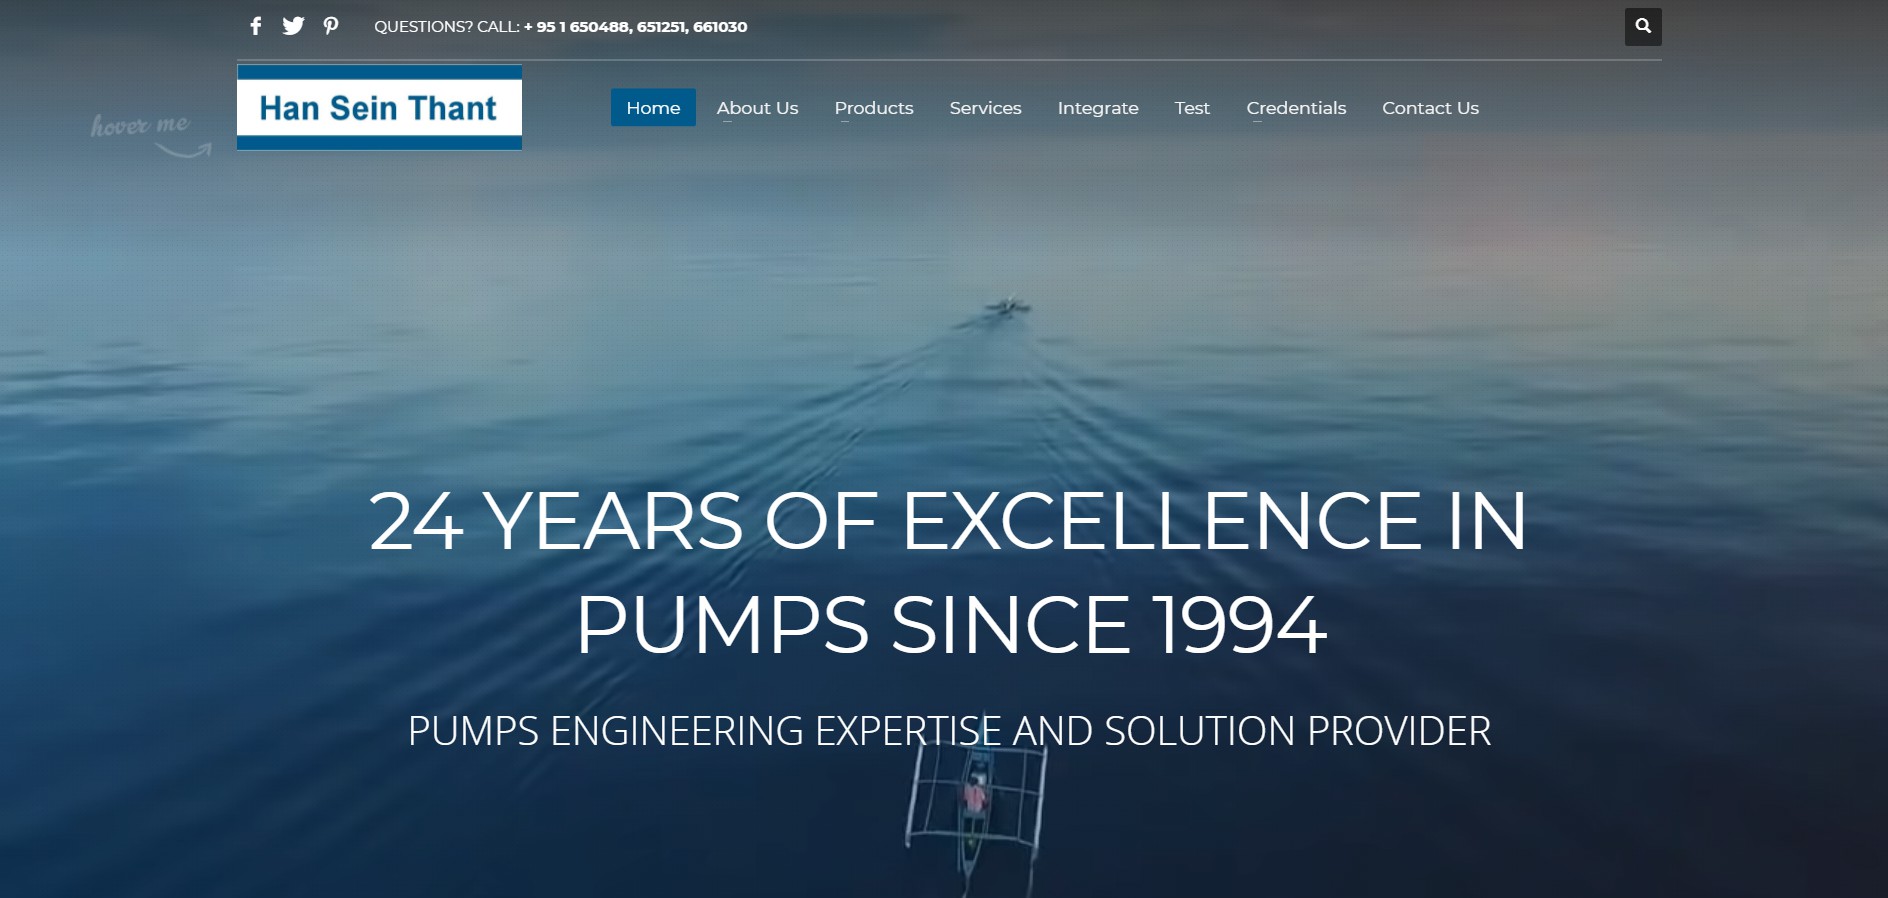 QUESTIONS? CALL: + 95 1 650488, 651251, 661030
hover me
Han Sein Thant
Home About Us Products Services Integrate Test Credentials Contact Us
24 YEARS OF EXCELLENCE IN
PUMPS SINCE 1994
PUMPS ENGINEERING EXPERTISE AND SOLUTION PROVIDER